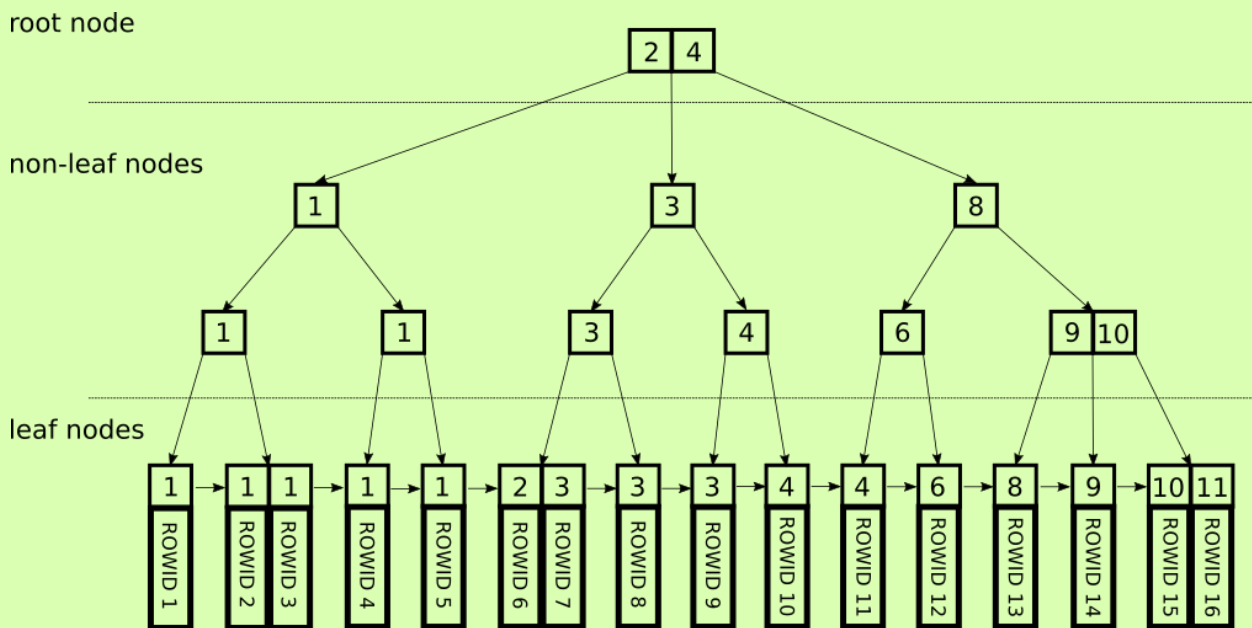 root node
2 4
non-leaf nodes
1 3 8
1 1 3 4 6 9 10
leaf nodes
1 1 1 1 1 2 3 3 3 4 4 6 8 9 10 11
ROWID 1
ROWID 2
ROWID 3
ROWID 4
ROWID 5
ROWID 6
ROWID 7
ROWID 8
ROWID 9
ROWID 10
ROWID 11
ROWID 12
ROWID 13
ROWID 14
ROWID 15
ROWID 16